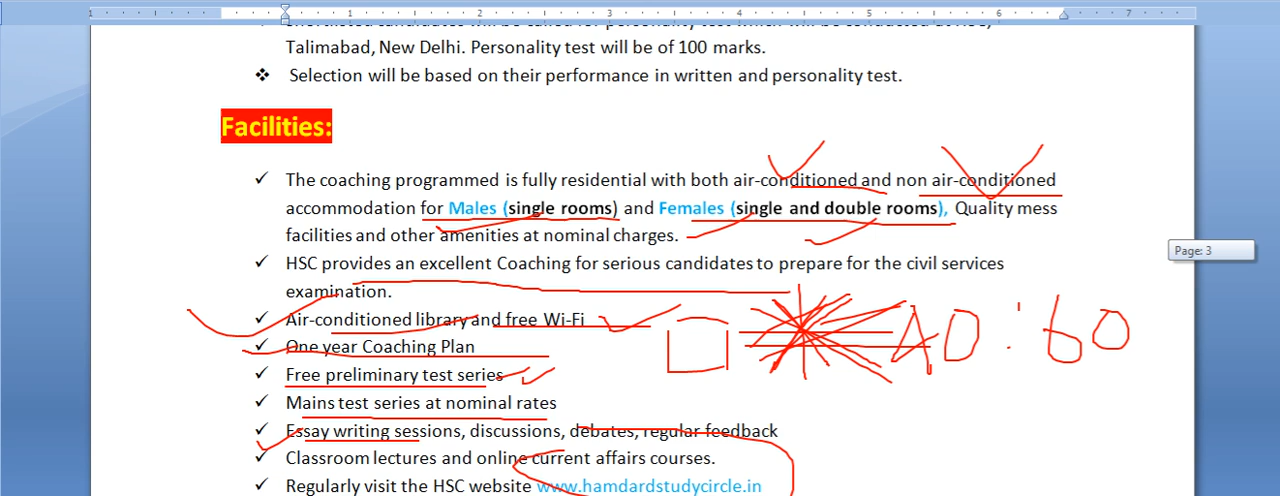 Talimabad, New Delhi. Personality test will be of 100 marks.
❖ Selection will be based on their performance in written and personality test.
Facilities:
✓ The coaching programmed is fully residential with both air-conditioned and non air-conditioned
accommodation for Males (single rooms) and Females (single and double rooms), Quality mess
facilities and other amenities at nominal charges.
✓ HSC provides an excellent Coaching for serious candidates to prepare for the civil services
examination.
✓ Air-conditioned library and free Wi-Fi
✓ One year Coaching Plan
✓ Free preliminary test series
✓ Mains test series at nominal rates
✓ Essay writing sessions, discussions, debates, regular feedback
✓ Classroom lectures and online current affairs courses.
✓ Regularly visit the HSC website www.hamdardstudycircle.in
40:60
Page: 3